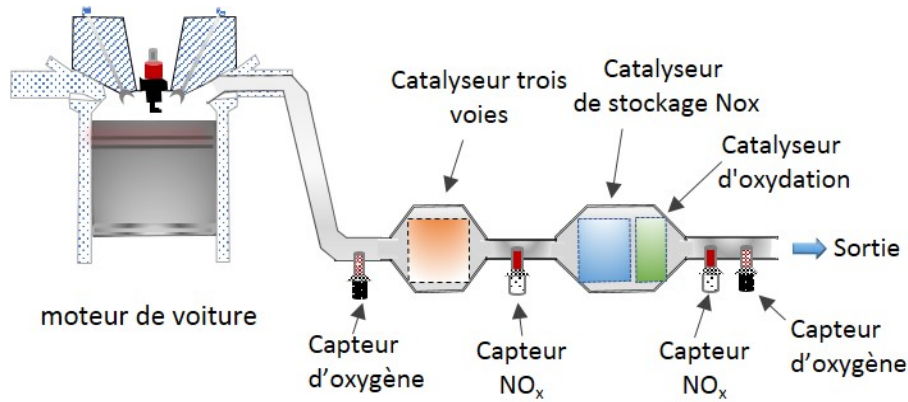 Catalyseur trois
voies
Catalyseur
de stockage Nox
Catalyseur
d'oxydation
Sortie
moteur de voiture
Capteur
d’oxygène
Capteur
NOₓ
Capteur
NOₓ
Capteur
d’oxygène